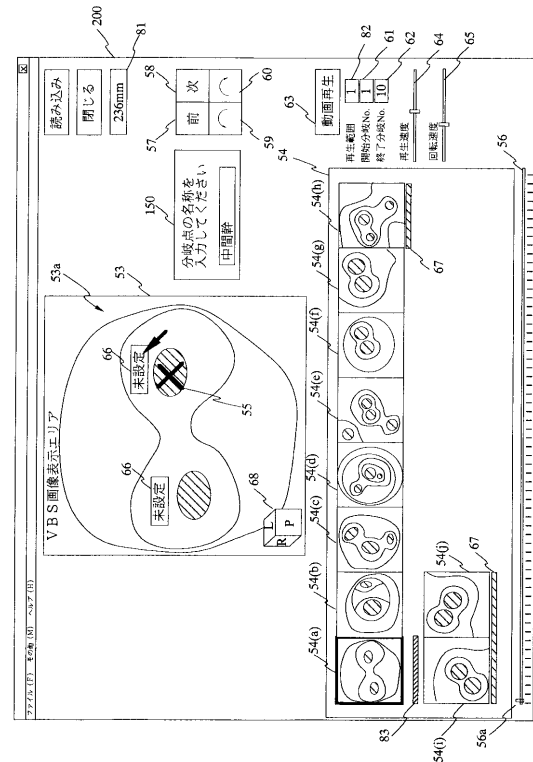 200
ファイル (F) その他 (M) ヘルプ (H)
X
53a
53
VBS画像表示エリア
66
未設定
66
未設定
55
68
R
L
P
読み込み
閉じる
236mm
81
150
分岐点の名称を
入力してください
中間幹
57
58
前
次
59
60
63
動画再生
再生範囲
1
82
開始分岐No.
1
61
終了分岐No.
10
62
再生速度
64
回転速度
65
54
54(a)
54(b)
54(c)
54(d)
54(e)
54(f)
54(g)
54(h)
67
83
54(i)
54(j)
67
56a
56